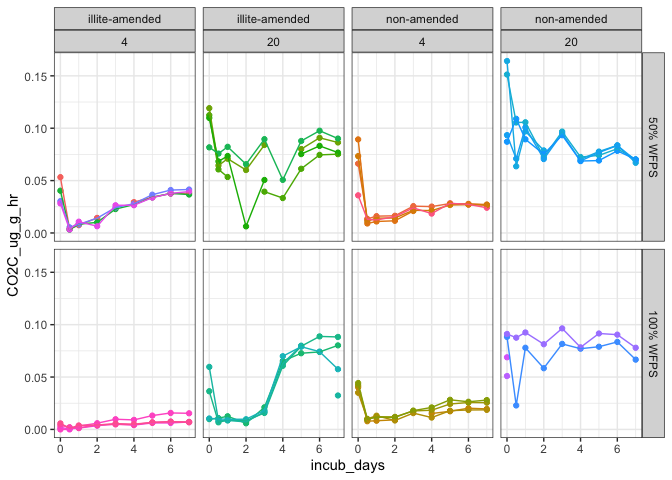 illite-amended illite-amended non-amended non-amended
4 20 4 20
0.15
0.10
0.05
0.00
50% WFPS
0.15
0.10
0.05
0.00
100% WFPS
CO2C_ug_g_hr
0 2 4 6 0 2 4 6 0 2 4 6 0 2 4 6
incub_days